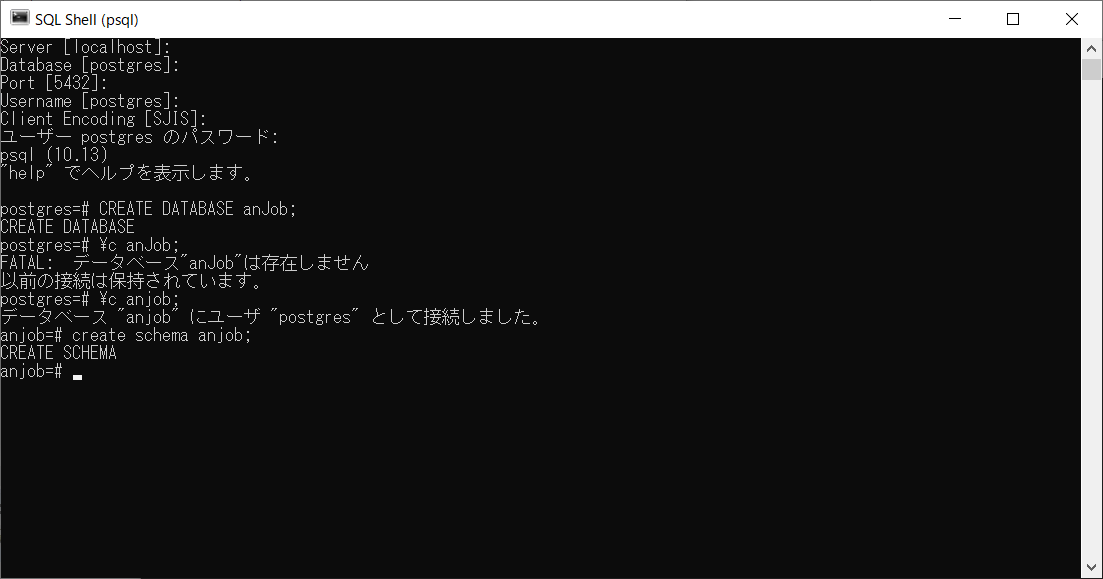 SQL Shell (psql)
Server [localhost]:
Database [postgres]:
Port [5432]:
Username [postgres]:
Client Encoding [SJIS]:
ユーザー postgres のパスワード:
psql (10.13)
"help" でヘルプを表示します。
postgres=# CREATE DATABASE anJob;
CREATE DATABASE
postgres=# ¥c anJob;
FATAL:  データベース"anJob"は存在しません
以前の接続は保持されています。
postgres=# ¥c anjob;
データベース "anjob" にユーザ "postgres" として接続しました。
anjob=# create schema anjob;
CREATE SCHEMA
anjob=#